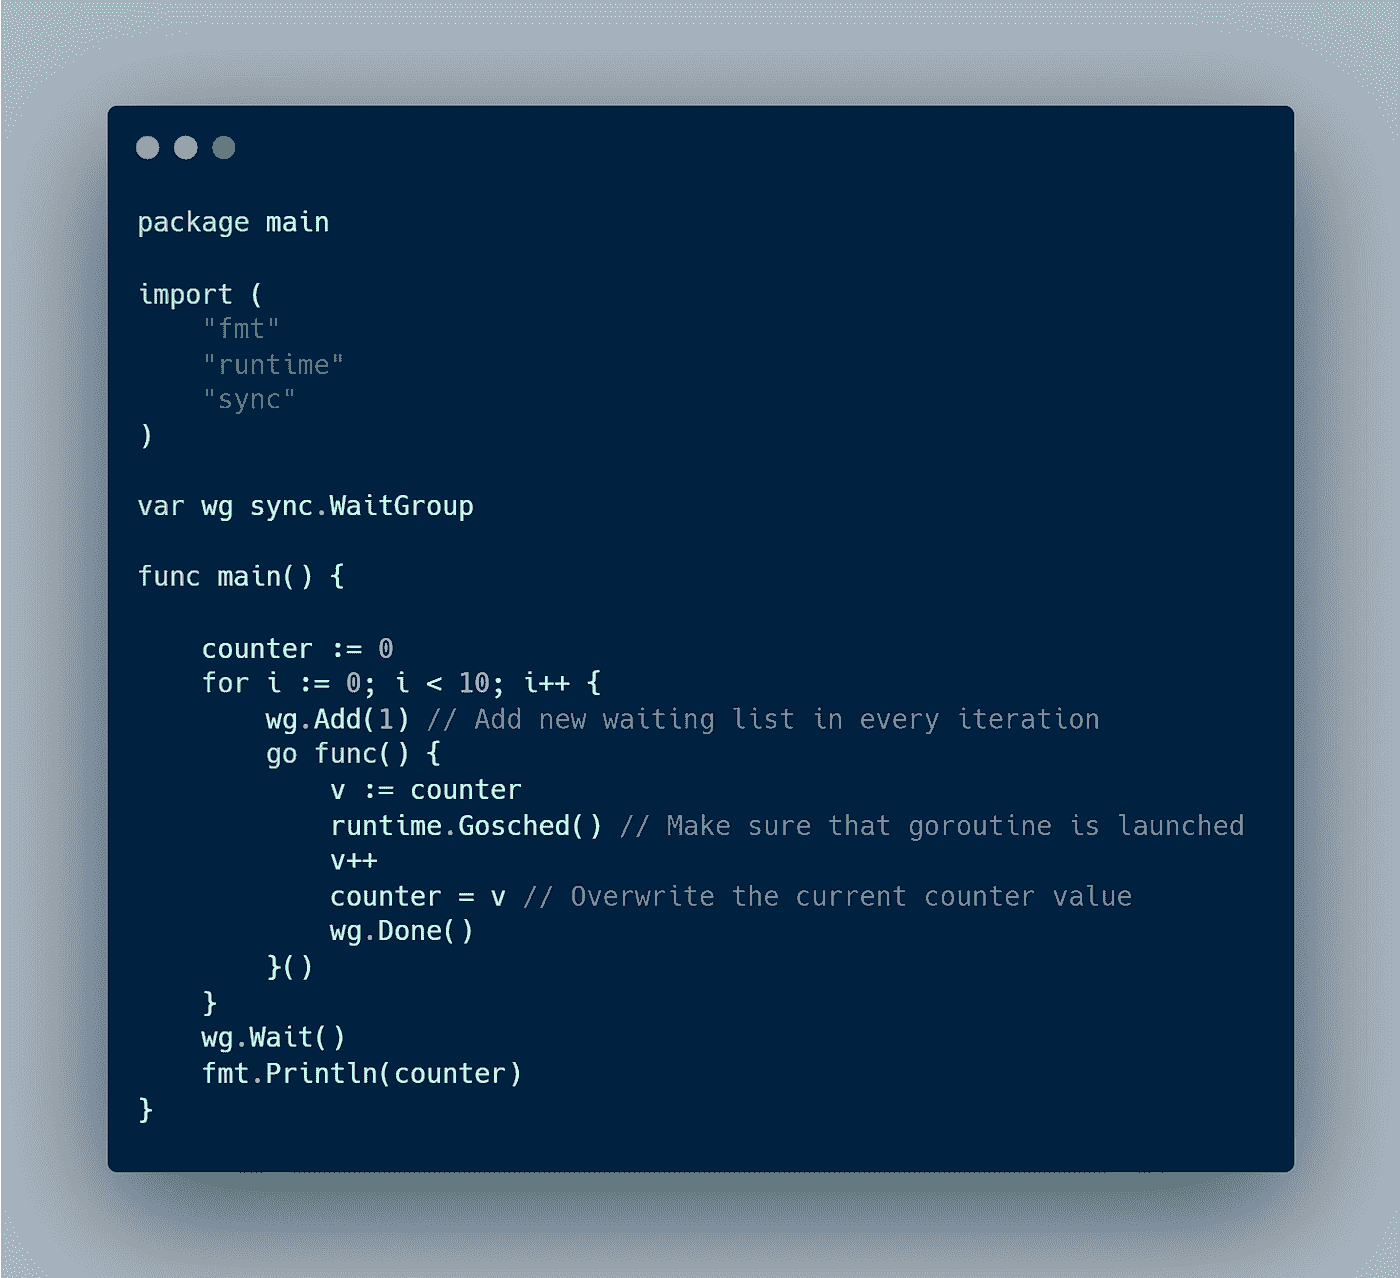 package main
import (
"fmt"
"runtime"
"sync"
)
var wg sync.WaitGroup
func main() {
counter := 0
for i := 0; i < 10; i++ {
wg.Add(1) // Add new waiting list in every iteration
go func() {
v := counter
runtime.Gosched() // Make sure that goroutine is launched
v++
counter = v // Overwrite the current counter value
wg.Done()
}()
}
wg.Wait()
fmt.Println(counter)
}